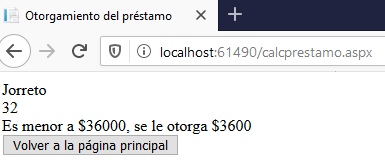 Otorgamiento del préstamo
localhost:61490/calcprestamo.aspx
Jorreto
32
Es menor a $36000, se le otorga $3600
Volver a la página principal